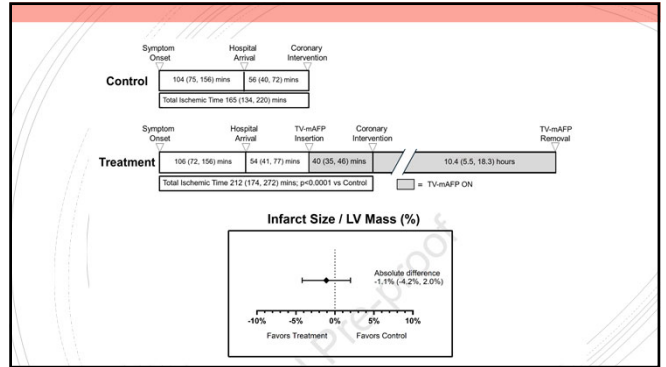 Symptom Onset
Hospital Arrival
Coronary Intervention
Control
104 (75, 156) mins
56 (40, 72) mins
Total Ischemic Time 165 (134, 220) mins
Symptom Onset
Hospital Arrival
TV-mAFP Insertion
Coronary Intervention
TV-mAFP Removal
Treatment
106 (72, 156) mins
54 (41, 77) mins
40 (35, 46) mins
10.4 (5.5, 18.3) hours
Total Ischemic Time 212 (174, 272) mins; p<0.0001 vs Control
= TV-mAFP ON
Infarct Size / LV Mass (%)
Absolute difference
-1.1% (-4.2%, 2.0%)
-10% -5% 0% 5% 10%
Favors Treatment Favors Control
Pre-proof